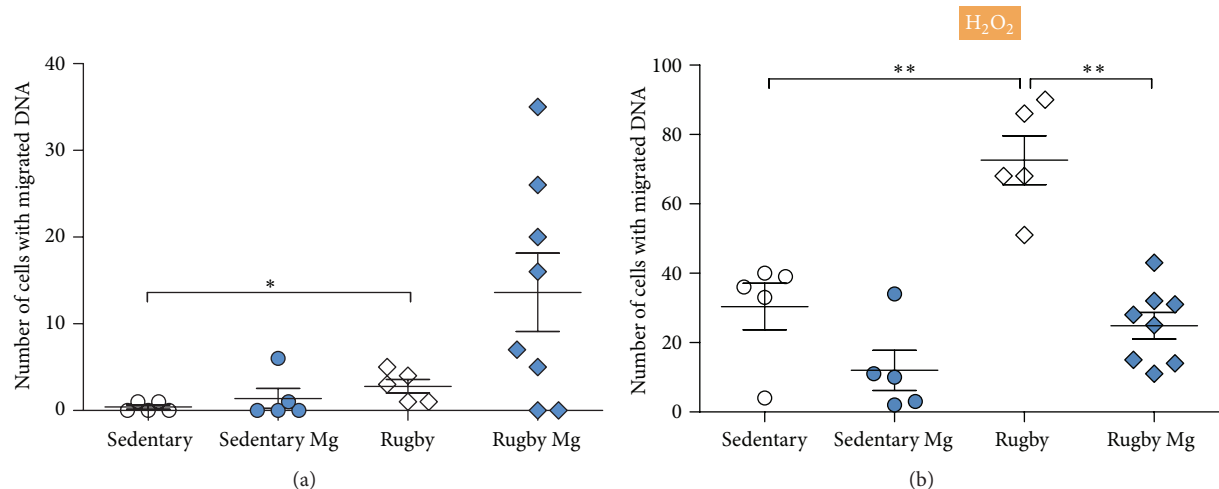 Number of cells with migrated DNA
40
30
20
10
0
*
Sedentary
Sedentary Mg
Rugby
Rugby Mg
(a)
H₂O₂
Number of cells with migrated DNA
100
80
60
40
20
0
**
**
Sedentary
Sedentary Mg
Rugby
Rugby Mg
(b)